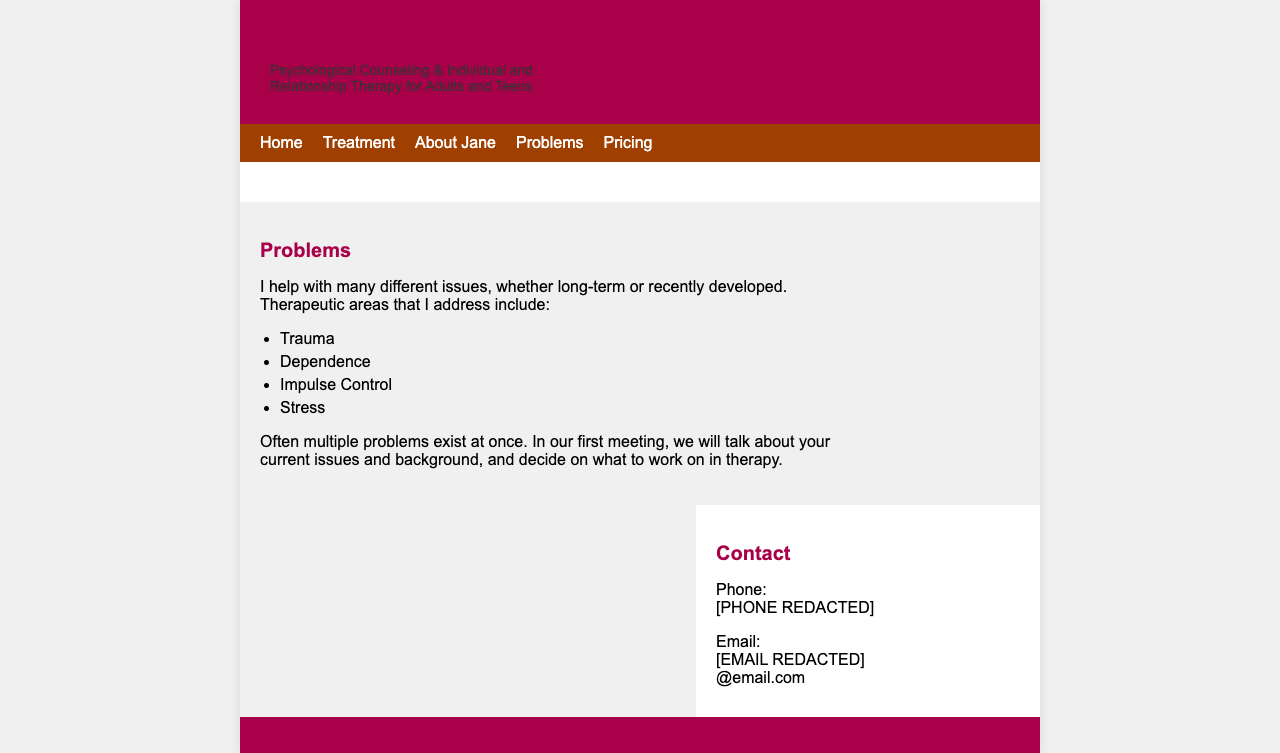 Psychological Counseling & Individual and
Relationship Therapy for Adults and Teens
Home Treatment About Jane Problems Pricing
Problems
I help with many different issues, whether long-term or recently developed.
Therapeutic areas that I address include:
• Trauma
• Dependence
• Impulse Control
• Stress
Often multiple problems exist at once. In our first meeting, we will talk about your
current issues and background, and decide on what to work on in therapy.
Contact
Phone:
[PHONE REDACTED]
Email:
[EMAIL REDACTED]
@email.com